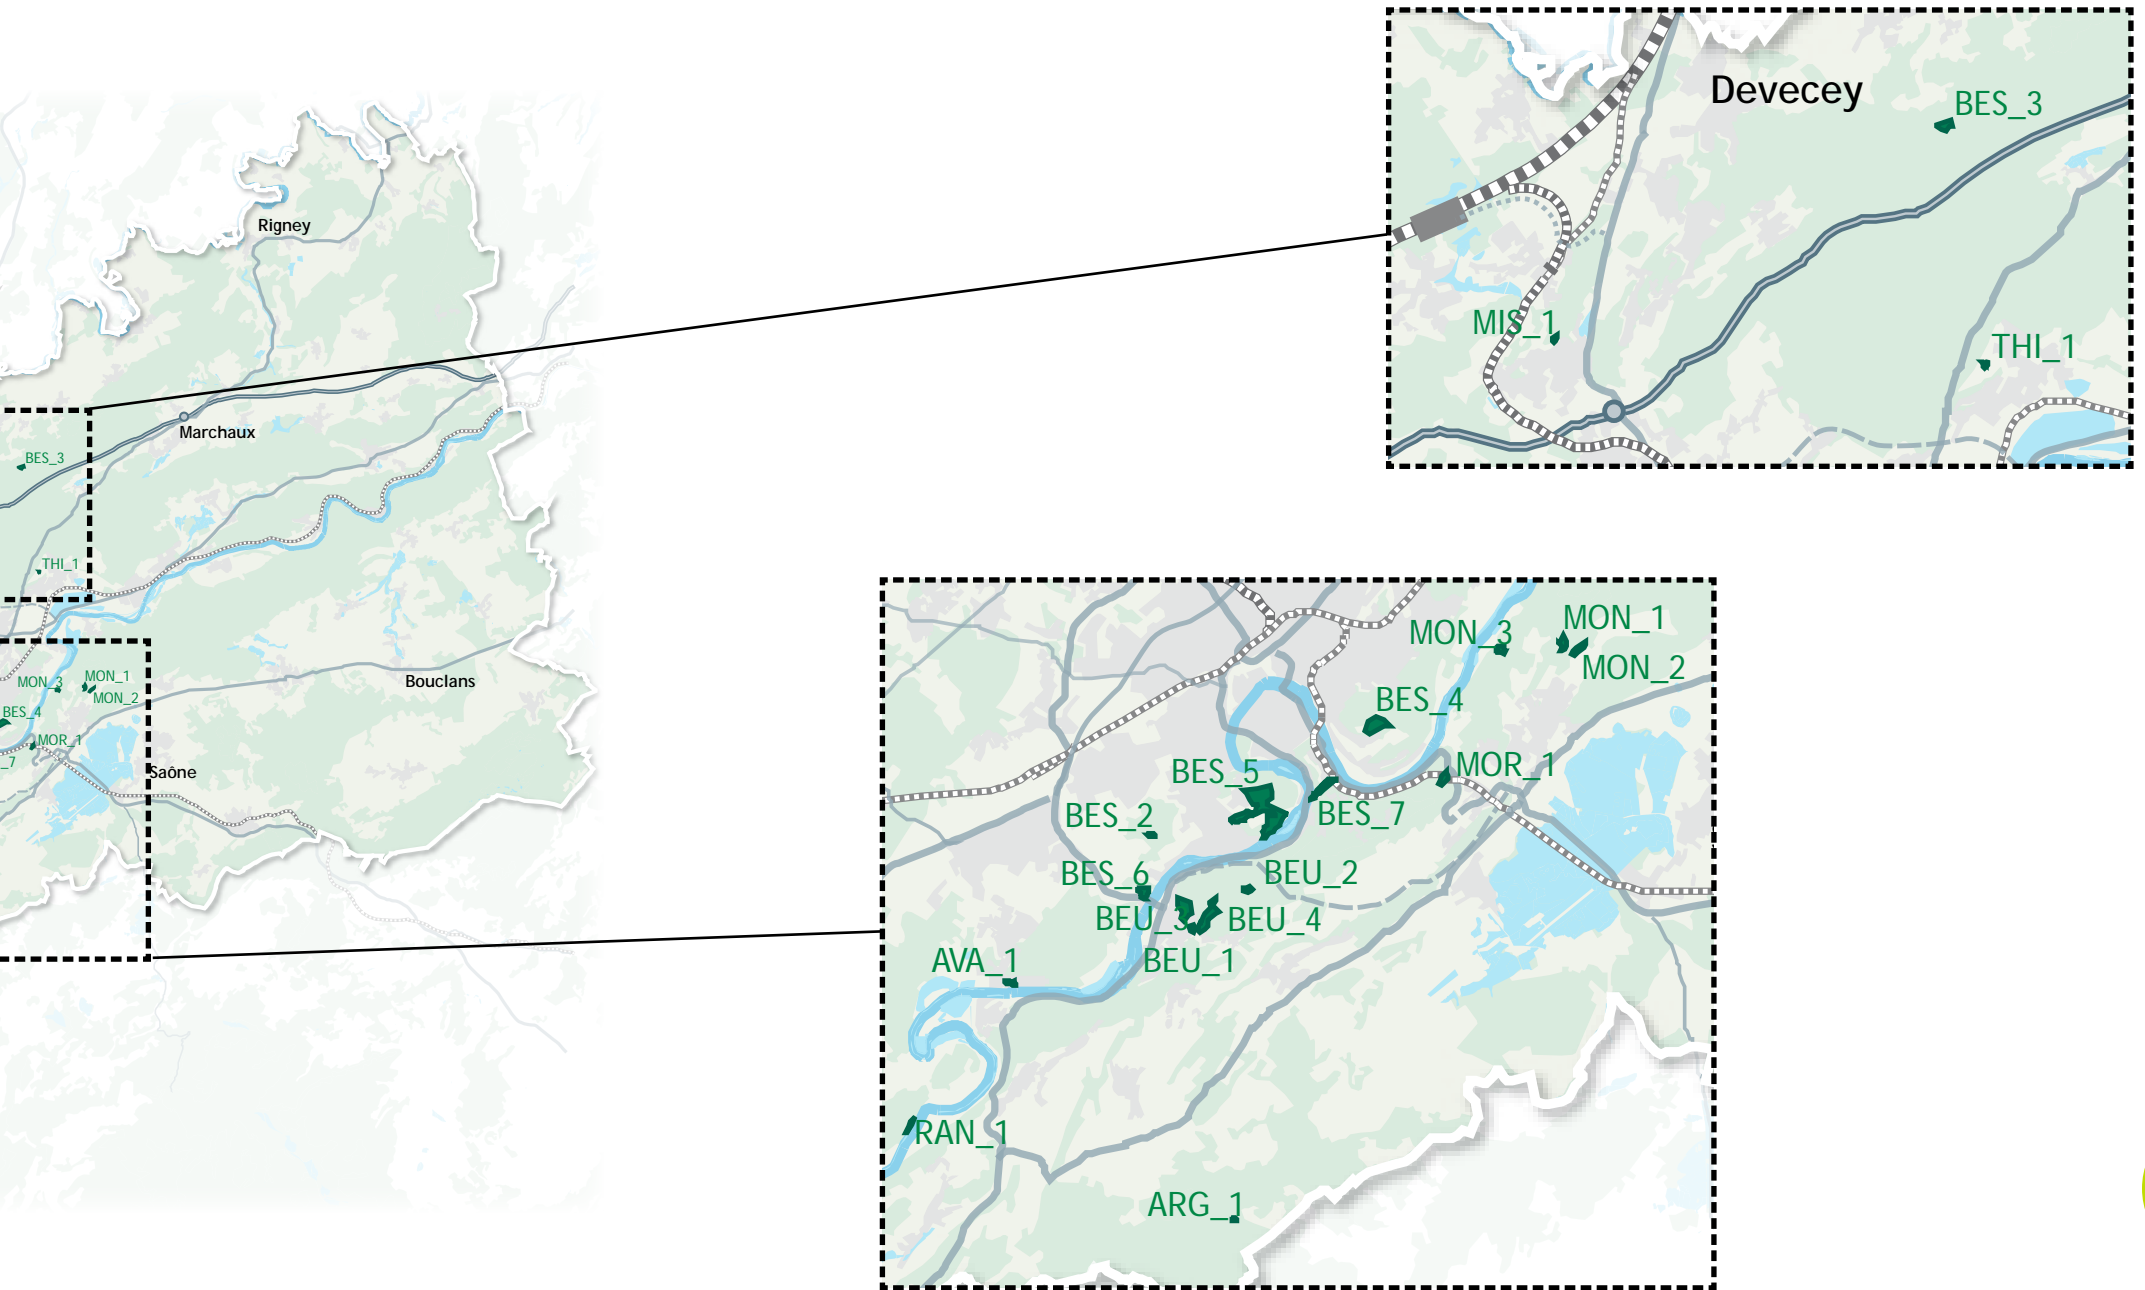 Rigney
Marchaux
BES_3
THI_1
MON_3
MON_1
MON_2
BES_4
MOR_1
_7
Saône
Bouclans
Devecey
BES_3
MIS_1
THI_1
MON_3
MON_1
MON_2
BES_4
MOR_1
BES_5
BES_7
BES_2
BES_6
BEU_2
BEU_3
BEU_4
BEU_1
AVA_1
RAN_1
ARG_1